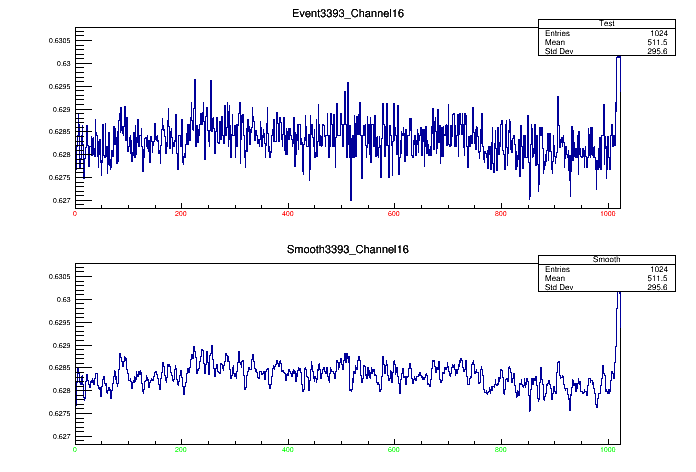 Event3393_Channel16
Test
Entries 1024
Mean 511.5
Std Dev 295.6
0.6305
0.63
0.6295
0.629
0.6285
0.628
0.6275
0.627
0 200 400 600 800 1000
Smooth3393_Channel16
Smooth
Entries 1024
Mean 511.5
Std Dev 295.6
0.6305
0.63
0.6295
0.629
0.6285
0.628
0.6275
0.627
0 200 400 600 800 1000